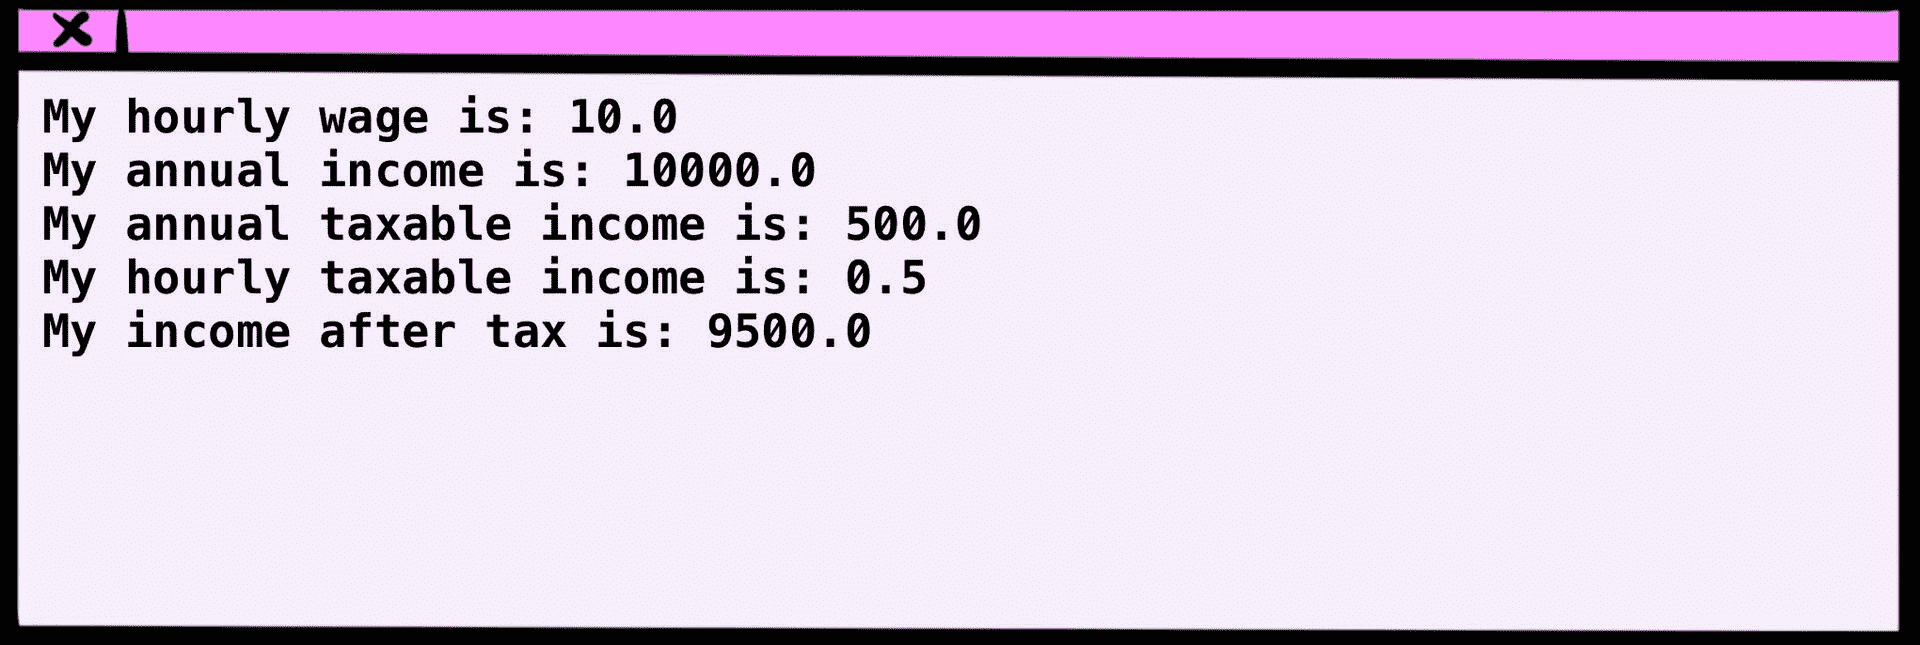 My hourly wage is: 10.0
My annual income is: 10000.0
My annual taxable income is: 500.0
My hourly taxable income is: 0.5
My income after tax is: 9500.0